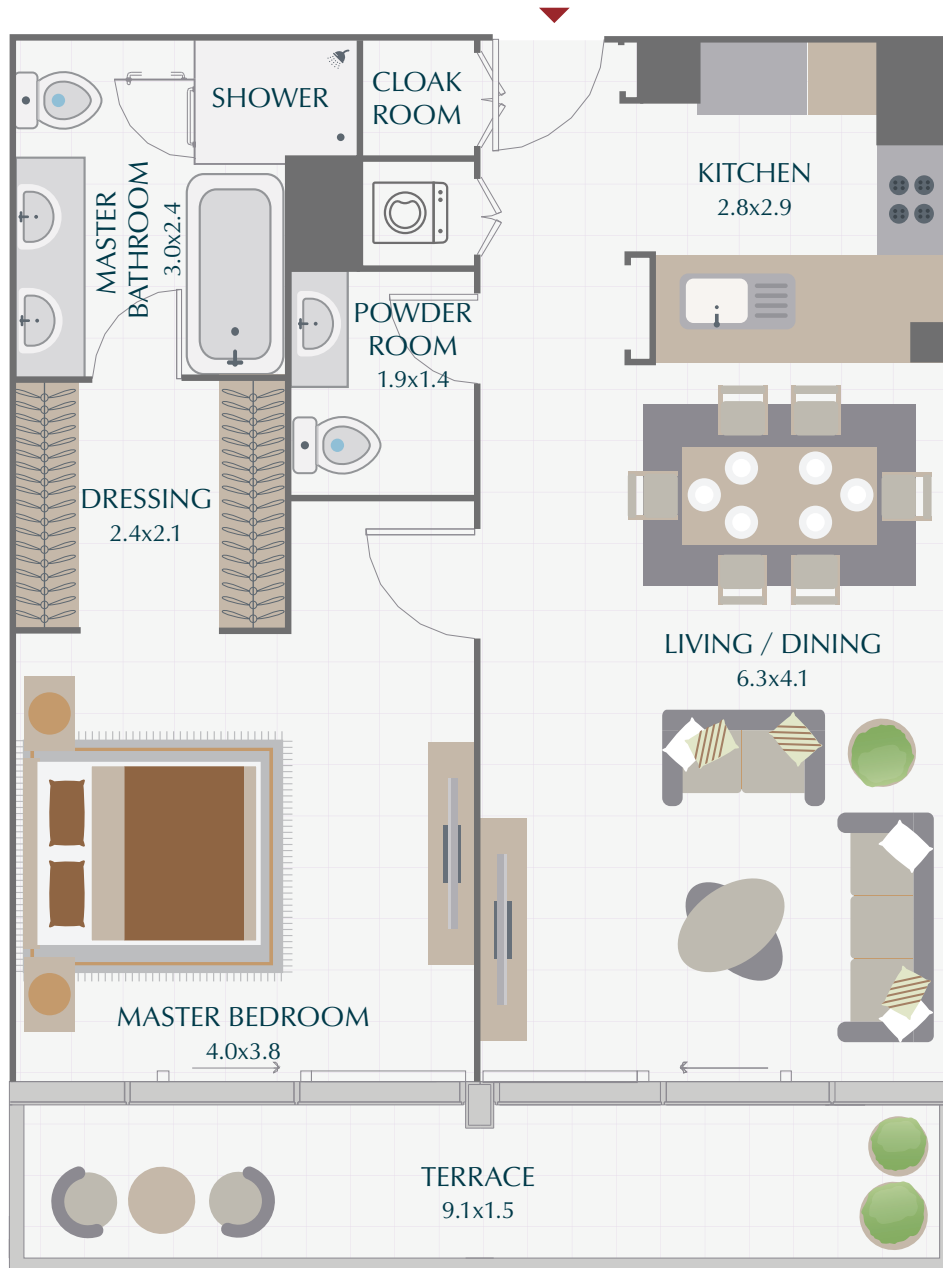 SHOWER
CLOAK
ROOM
KITCHEN
2.8x2.9
MASTER
BATHROOM
3.0x2.4
POWDER
ROOM
1.9x1.4
DRESSING
2.4x2.1
LIVING / DINING
6.3x4.1
MASTER BEDROOM
4.0x3.8
TERRACE
9.1x1.5